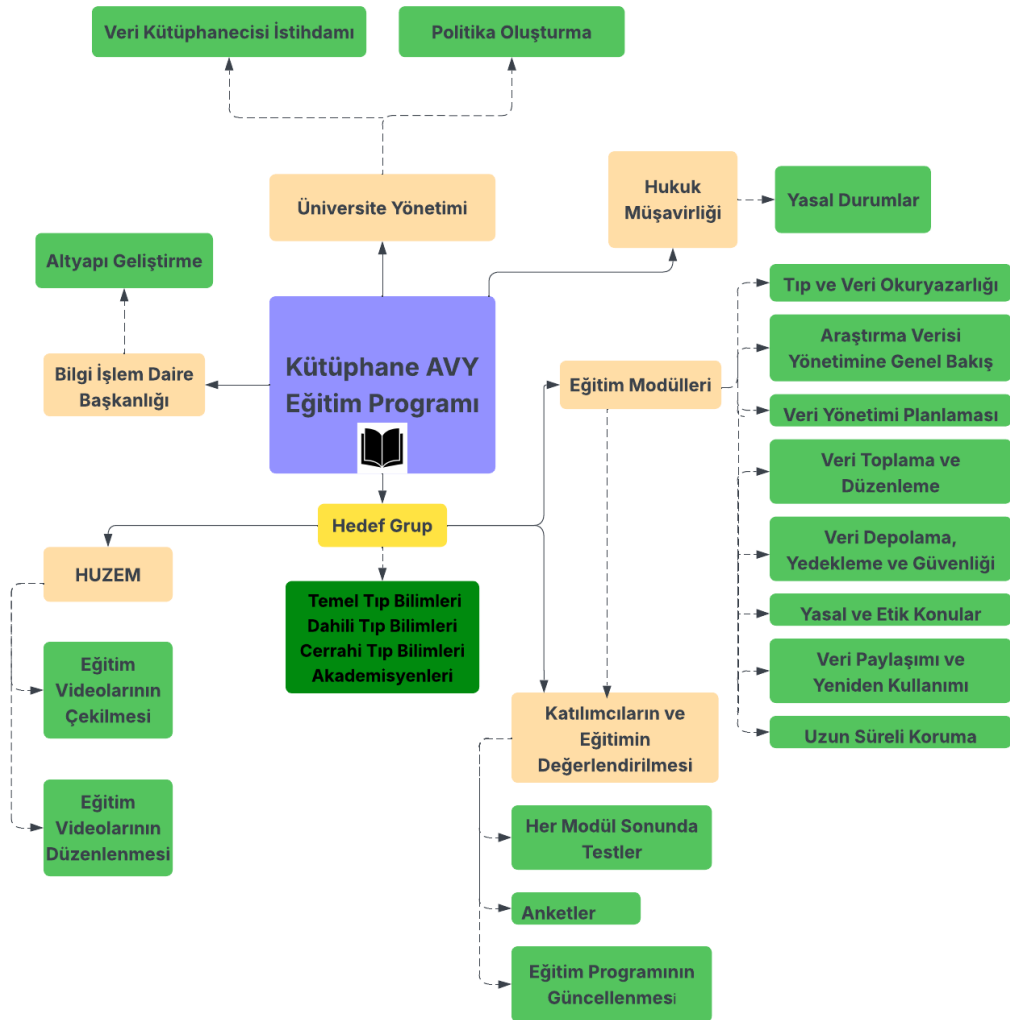 Veri Kütüphanecisi İstihdamı
Politika Oluşturma
Üniversite Yönetimi
Hukuk
Müşavirliği
Yasal Durumlar
Altyapı Geliştirme
Bilgi İşlem Daire
Başkanlığı
Kütüphane AVY
Eğitim Programı
Eğitim Modülleri
Tıp ve Veri Okuryazarlığı
Araştırma Verisi
Yönetimine Genel Bakış
Veri Yönetimi Planlaması
Veri Toplama ve
Düzenleme
Veri Depolama,
Yedekleme ve Güvenliği
Yasal ve Etik Konular
Veri Paylaşımı ve
Yeniden Kullanımı
Uzun Süreli Koruma
Hedef Grup
HUZEM
Temel Tıp Bilimleri
Dahili Tıp Bilimleri
Cerrahi Tıp Bilimleri
Akademisyenleri
Eğitim
Videolarının
Çekilmesi
Eğitim
Videolarının
Düzenlenmesi
Katılımcıların ve
Eğitimin
Değerlendirilmesi
Her Modül Sonunda
Testler
Anketler
Eğitim Programının
Güncellenmesi